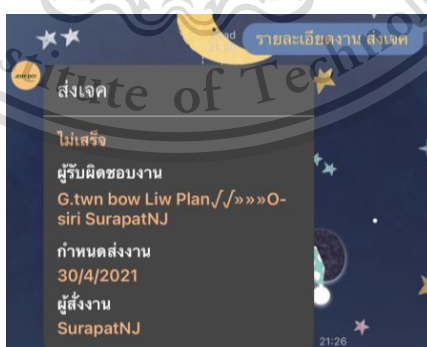 รายละเอียดงาน ส่งเจค
titute of Techno
ส่งเจค
ไม่เสร็จ
ผู้รับผิดชอบงาน
G.twn bow Liw Plan∫∫»»»O-
siri SurapatNJ
กำหนดส่งงาน
30/4/2021
ผู้สั่งงาน
SurapatNJ
21:26